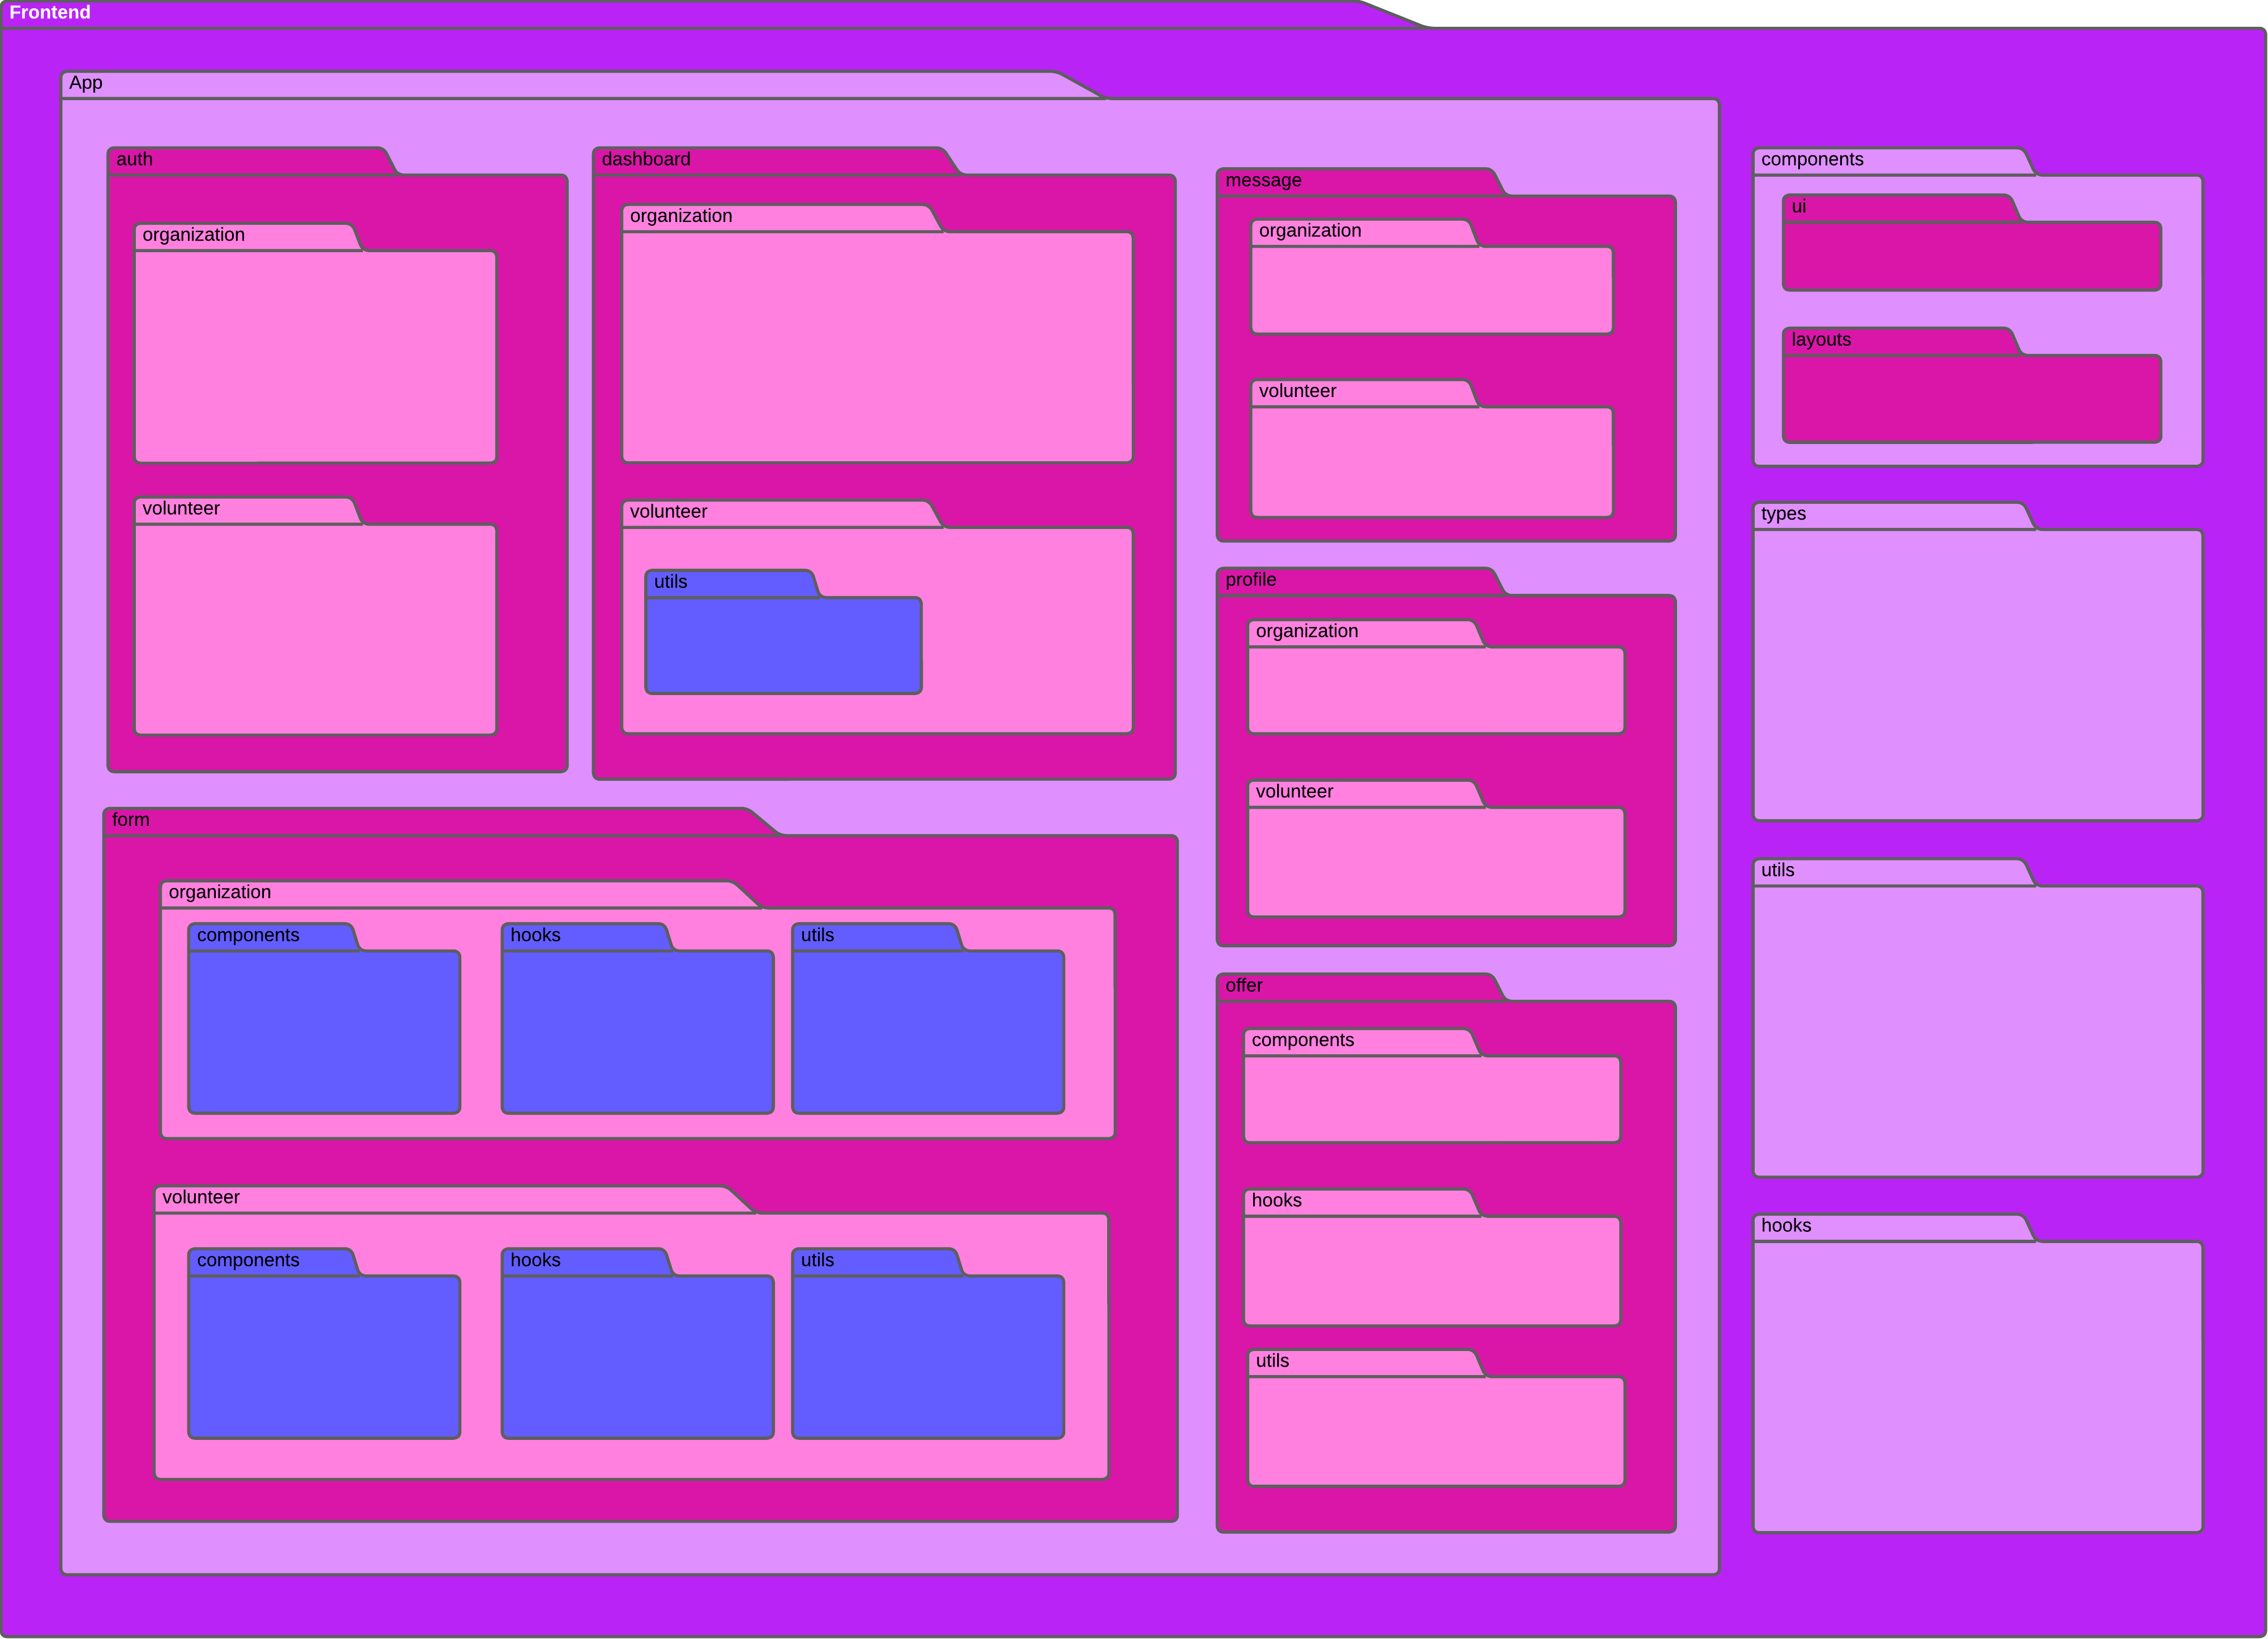 Frontend
App
auth
organization
volunteer
dashboard
organization
volunteer
utils
form
organization
components
hooks
utils
volunteer
components
hooks
utils
message
organization
volunteer
profile
organization
volunteer
offer
components
hooks
utils
components
ui
layouts
types
utils
hooks